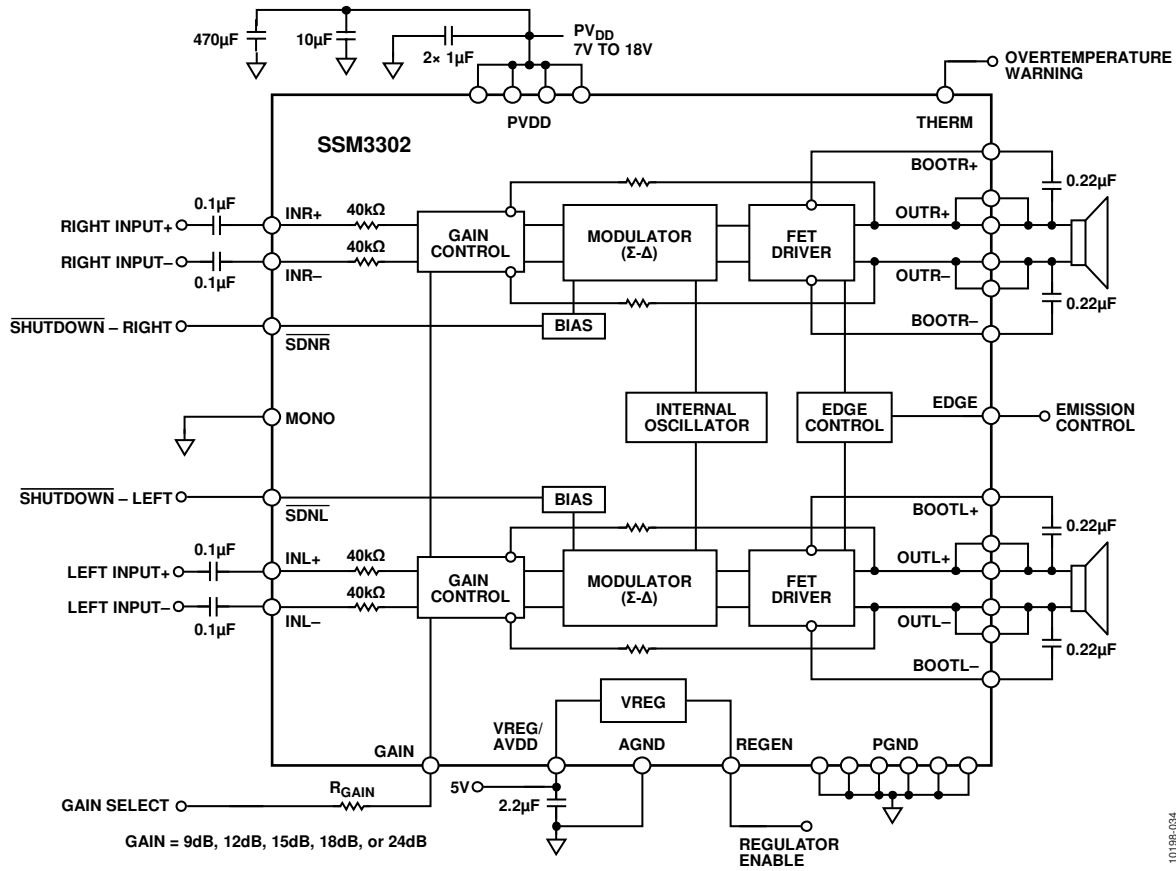 470µF
10µF
2× 1µF
PVDD
7V TO 18V
OVERTEMPERATURE
WARNING
PVDD
THERM
SSM3302
BOOTR+
0.22µF
0.1µF
RIGHT INPUT+
INR+
40kΩ
GAIN
CONTROL
MODULATOR
(Σ-Δ)
FET
DRIVER
OUTR+
RIGHT INPUT–
40kΩ
0.1µF
INR–
OUTR–
0.22µF
SHUTDOWN – RIGHT
SDNR
BIAS
BOOTR–
MONO
INTERNAL
OSCILLATOR
EDGE
CONTROL
EDGE
EMISSION
CONTROL
SHUTDOWN – LEFT
SDNL
BIAS
BOOTL+
0.22µF
0.1µF
LEFT INPUT+
INL+
40kΩ
GAIN
CONTROL
MODULATOR
(Σ-Δ)
FET
DRIVER
OUTL+
LEFT INPUT–
40kΩ
0.1µF
INL–
OUTL–
0.22µF
BOOTL–
VREG
VREG/
AVDD
GAIN
AGND
REGEN
PGND
5V
2.2µF
GAIN SELECT
RGAIN
GAIN = 9dB, 12dB, 15dB, 18dB, or 24dB
REGULATOR
ENABLE
10198-034